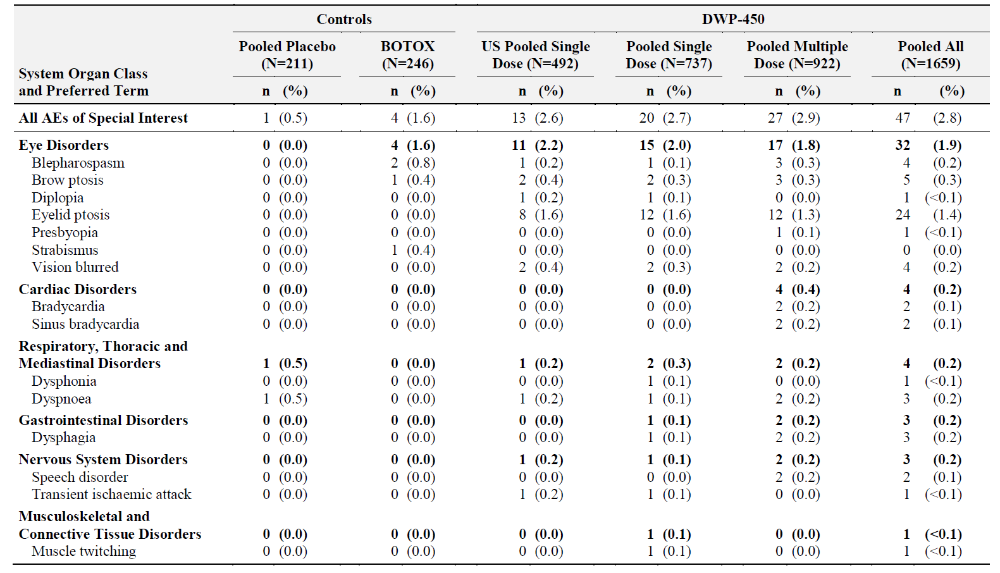 Controls DWP-450
Pooled Placebo BOTOX US Pooled Single Pooled Single Pooled Multiple Pooled All
(N=211) (N=246) Dose (N=492) Dose (N=737) Dose (N=922) (N=1659)
System Organ Class
and Preferred Term n (%) n (%) n (%) n (%) n (%) n (%)
All AEs of Special Interest 1 (0.5) 4 (1.6) 13 (2.6) 20 (2.7) 27 (2.9) 47 (2.8)
Eye Disorders 0 (0.0) 4 (1.6) 11 (2.2) 15 (2.0) 17 (1.8) 32 (1.9)
Blepharospasm 0 (0.0) 2 (0.8) 1 (0.2) 1 (0.1) 3 (0.3) 4 (0.2)
Brow ptosis 0 (0.0) 1 (0.4) 2 (0.4) 2 (0.3) 3 (0.3) 5 (0.3)
Diplopia 0 (0.0) 0 (0.0) 1 (0.2) 1 (0.1) 0 (0.0) 1 (<0.1)
Eyelid ptosis 0 (0.0) 0 (0.0) 8 (1.6) 12 (1.6) 12 (1.3) 24 (1.4)
Presbyopia 0 (0.0) 0 (0.0) 0 (0.0) 0 (0.0) 1 (0.1) 1 (<0.1)
Strabismus 0 (0.0) 1 (0.4) 0 (0.0) 0 (0.0) 0 (0.0) 0 (0.0)
Vision blurred 0 (0.0) 0 (0.0) 2 (0.4) 2 (0.3) 2 (0.2) 4 (0.2)
Cardiac Disorders 0 (0.0) 0 (0.0) 0 (0.0) 0 (0.0) 4 (0.4) 4 (0.2)
Bradycardia 0 (0.0) 0 (0.0) 0 (0.0) 0 (0.0) 2 (0.2) 2 (0.1)
Sinus bradycardia 0 (0.0) 0 (0.0) 0 (0.0) 0 (0.0) 2 (0.2) 2 (0.1)
Respiratory, Thoracic and
Mediastinal Disorders 1 (0.5) 0 (0.0) 1 (0.2) 2 (0.3) 2 (0.2) 4 (0.2)
Dysphonia 0 (0.0) 0 (0.0) 0 (0.0) 1 (0.1) 0 (0.0) 1 (<0.1)
Dyspnoea 1 (0.5) 0 (0.0) 1 (0.2) 1 (0.1) 2 (0.2) 3 (0.2)
Gastrointestinal Disorders 0 (0.0) 0 (0.0) 0 (0.0) 1 (0.1) 2 (0.2) 3 (0.2)
Dysphagia 0 (0.0) 0 (0.0) 0 (0.0) 1 (0.1) 2 (0.2) 3 (0.2)
Nervous System Disorders 0 (0.0) 0 (0.0) 1 (0.2) 1 (0.1) 2 (0.2) 3 (0.2)
Speech disorder 0 (0.0) 0 (0.0) 0 (0.0) 0 (0.0) 2 (0.2) 2 (0.1)
Transient ischaemic attack 0 (0.0) 0 (0.0) 1 (0.2) 1 (0.1) 0 (0.0) 1 (<0.1)
Musculoskeletal and
Connective Tissue Disorders 0 (0.0) 0 (0.0) 0 (0.0) 1 (0.1) 0 (0.0) 1 (<0.1)
Muscle twitching 0 (0.0) 0 (0.0) 0 (0.0) 1 (0.1) 0 (0.0) 1 (<0.1)